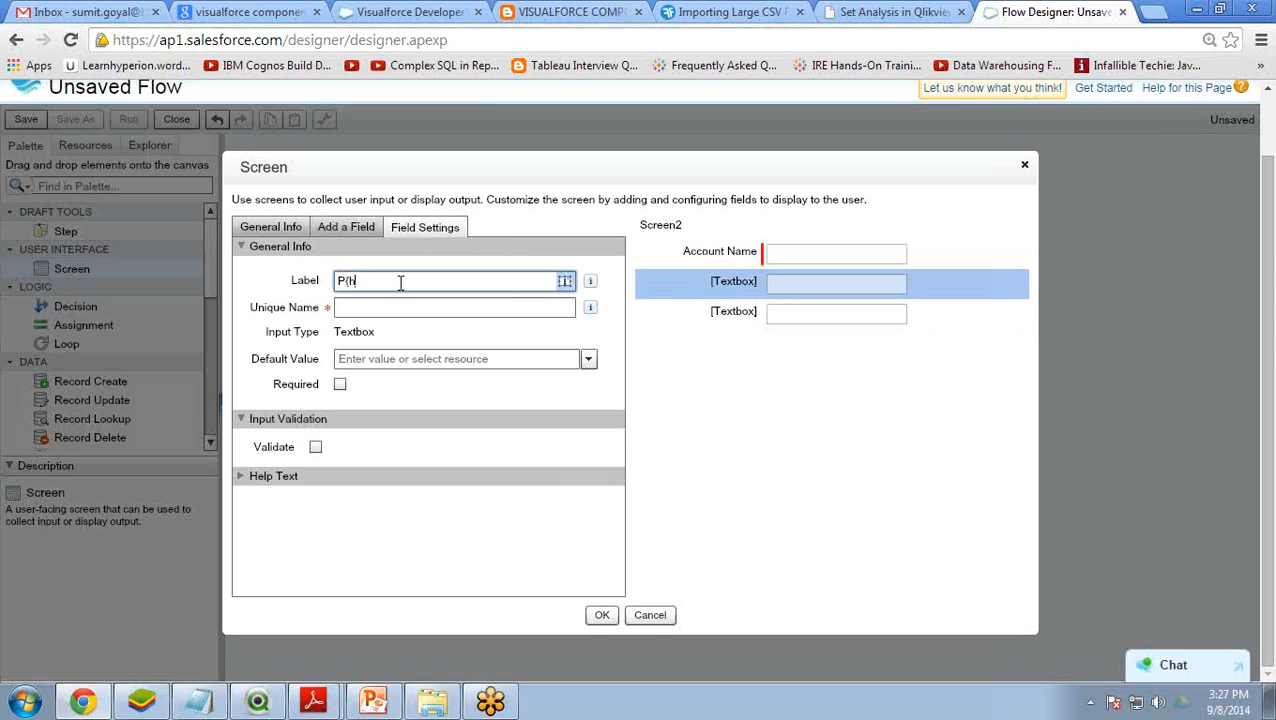 Inbox - sumit.goyal@
visualforce componen
Visualforce Developer'
VISUALFORCE COMP
Importing Large CSV F
Set Analysis in Qlikview
Flow Designer: Unsave
https://ap1.salesforce.com/designer/designer.apexp
Apps
Learnhyperion.word...
IBM Cognos Build D...
Complex SQL in Rep...
Tableau Interview Q...
Frequently Asked Q...
IRE Hands-On Traini...
Data Warehousing F...
Infallible Techie: Jav...
»
Unsaved Flow
Let us know what you think!
Get Started
Help for this Page
Save
Save As
Run
Close
Unsaved
Palette
Resources
Explorer
Drag and drop elements onto the canvas
Find in Palette...
DRAFT TOOLS
Step
USER INTERFACE
Screen
LOGIC
Decision
Assignment
Loop
DATA
Record Create
Record Update
Record Lookup
Record Delete
Description
Screen
A user-facing screen that can be used to
collect input or display output.
Screen
Use screens to collect user input or display output. Customize the screen by adding and configuring fields to display to the user.
General Info
Add a Field
Field Settings
General Info
Label
P{h
Unique Name *
Input Type
Textbox
Default Value
Enter value or select resource
Required
Input Validation
Validate
Help Text
Screen2
Account Name
[Textbox]
[Textbox]
OK
Cancel
Chat
3:27 PM
9/8/2014